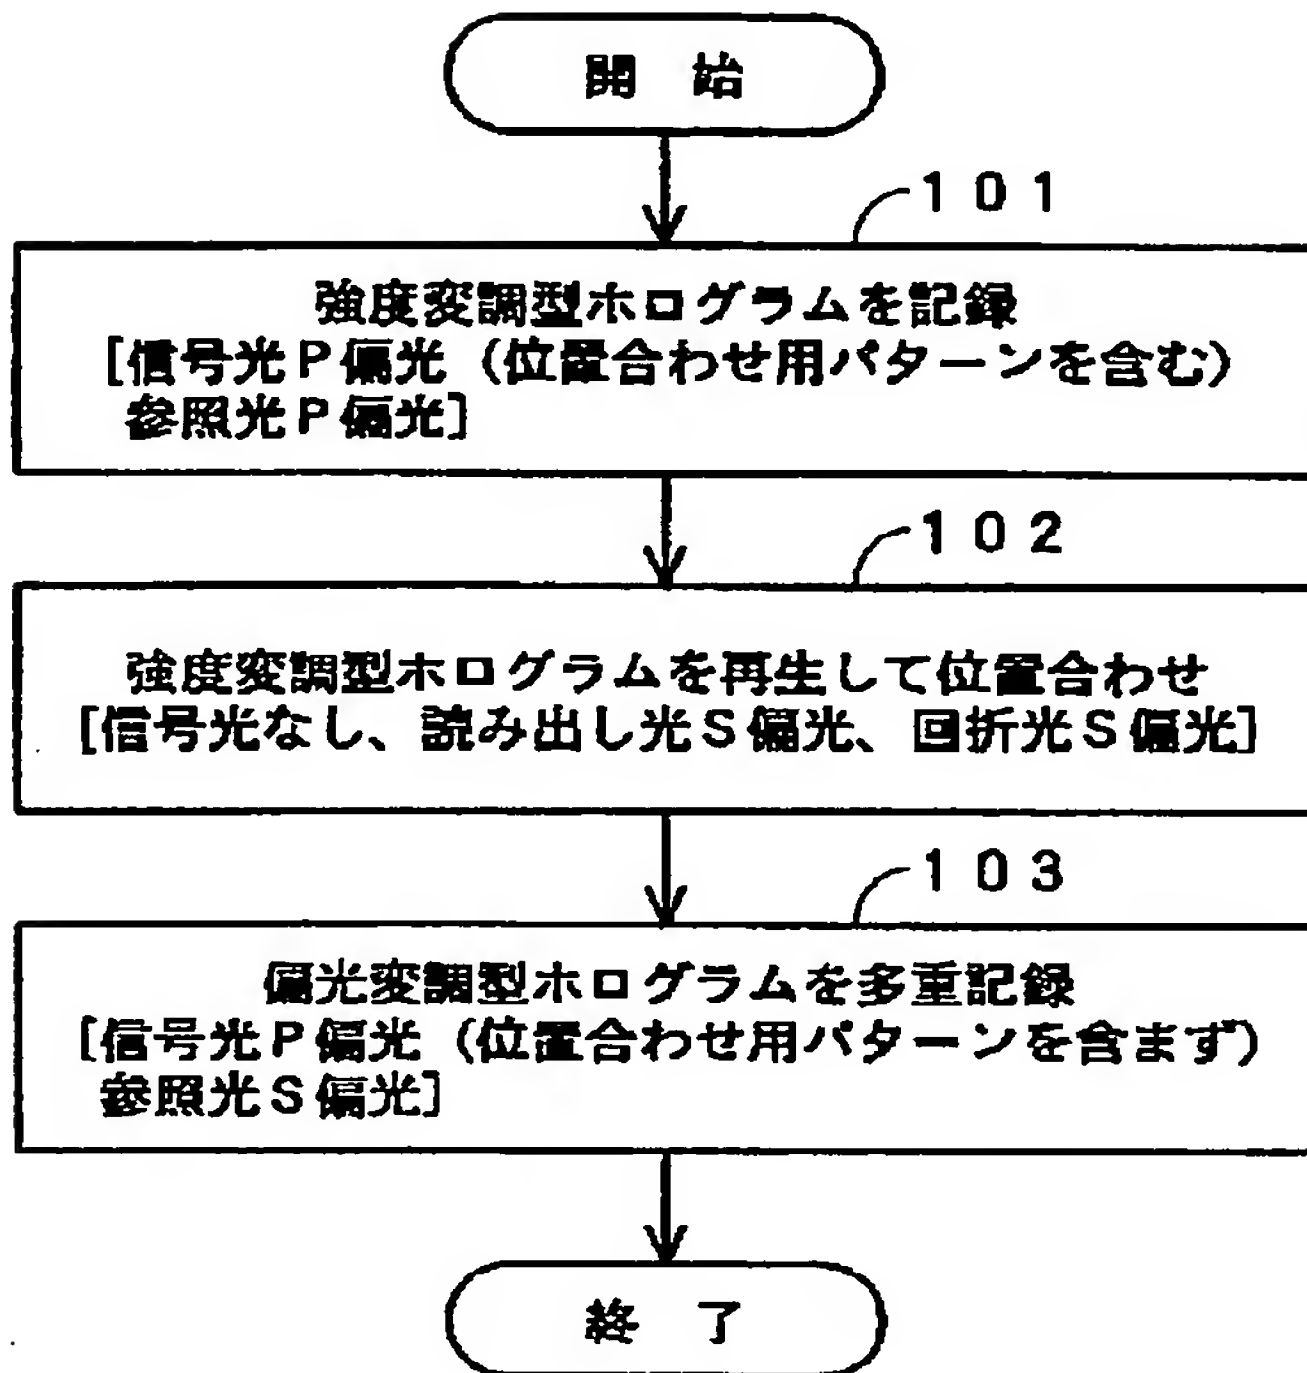 開 始
101
強度変調型ホログラムを記録
[信号光P偏光 (位置合わせ用パターンを含む)
参照光P偏光]
102
強度変調型ホログラムを再生して位置合わせ
[信号光なし、読み出し光S偏光、回折光S偏光]
103
偏光変調型ホログラムを多重記録
[信号光P偏光 (位置合わせ用パターンを含まず)
参照光S偏光]
終 了